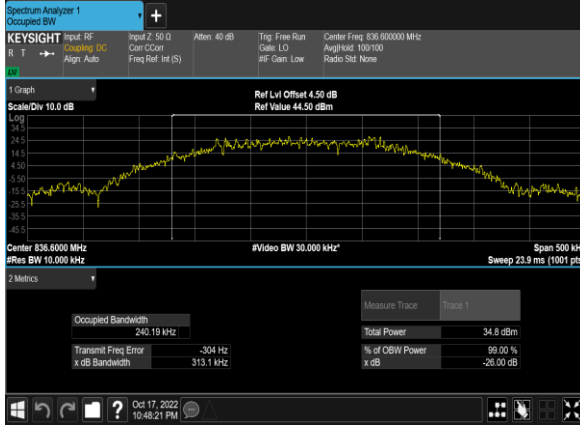 Spectrum Analyzer 1
Occupied BW
KEYSIGHT Input: RF Input Z: 50 Ω Atten: 40 dB Trig: Free Run Center Freq: 836.600000 MHz
R T Coupling: DC Corr CCorr Gate: LO Avg|Hold: 100/100
Align: Auto Freq Ref: Int (S) #IF Gain: Low Radio Std: None
LXI
1 Graph
Ref Lvl Offset 4.50 dB
Scale/Div 10.0 dB Ref Value 44.50 dBm
Log
34.5
24.5
14.5
4.50
-5.50
-15.5
-25.5
-35.5
-45.5
Center 836.6000 MHz #Video BW 30.000 kHz* Span 500 kH
#Res BW 10.000 kHz Sweep 23.9 ms (1001 pts
2 Metrics
Measure Trace Trace 1
Occupied Bandwidth
240.19 kHz Total Power 34.8 dBm
Transmit Freq Error -304 Hz % of OBW Power 99.00 %
x dB Bandwidth 313.1 kHz x dB -26.00 dB
? Oct 17, 2022
10:48:21 PM